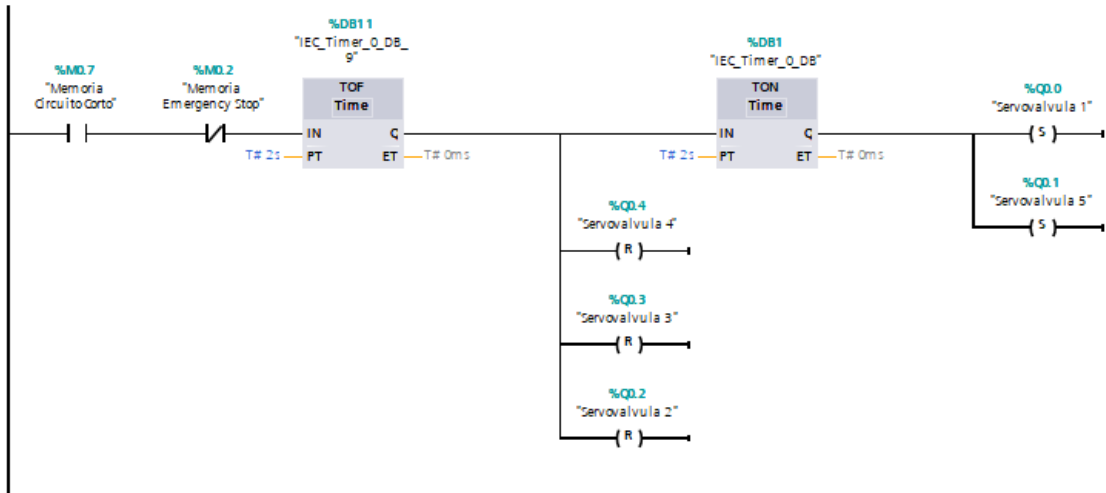 %M0.7
"Memoria
Circuito Corto"
%M0.2
"Memoria
Emergency Stop"
%DB11
"IEC_Timer_0_DB_
9"
TOF
Time
IN Q
T# 2s PT ET T# 0ms
%DB1
"IEC_Timer_0_DB"
TON
Time
IN Q
T# 2s PT ET T# 0ms
%Q0.0
"Servovalvula 1"
S
%Q0.1
"Servovalvula 5"
S
%Q0.4
"Servovalvula 4"
R
%Q0.3
"Servovalvula 3"
R
%Q0.2
"Servovalvula 2"
R